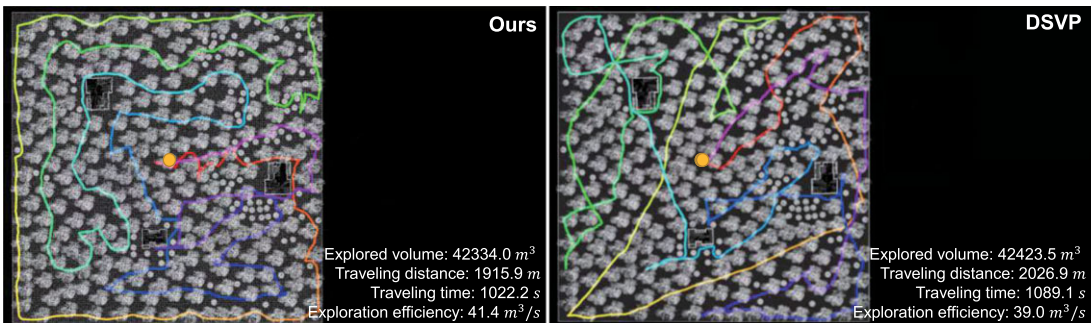 Ours
Explored volume: 42334.0 m³
Traveling distance: 1915.9 m
Traveling time: 1022.2 s
Exploration efficiency: 41.4 m³/s
DSVP
Explored volume: 42423.5 m³
Traveling distance: 2026.9 m
Traveling time: 1089.1 s
Exploration efficiency: 39.0 m³/s